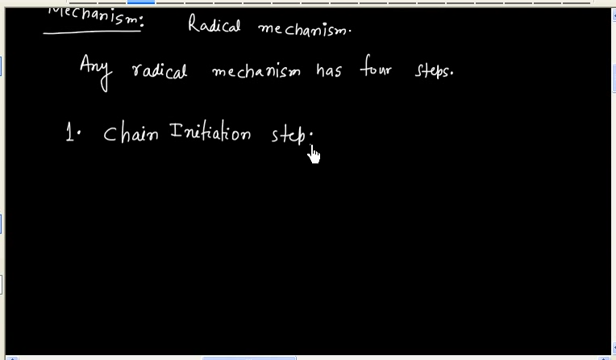 Mechanism: Radical mechanism.
Any radical mechanism has four steps.
1. Chain Initiation step.